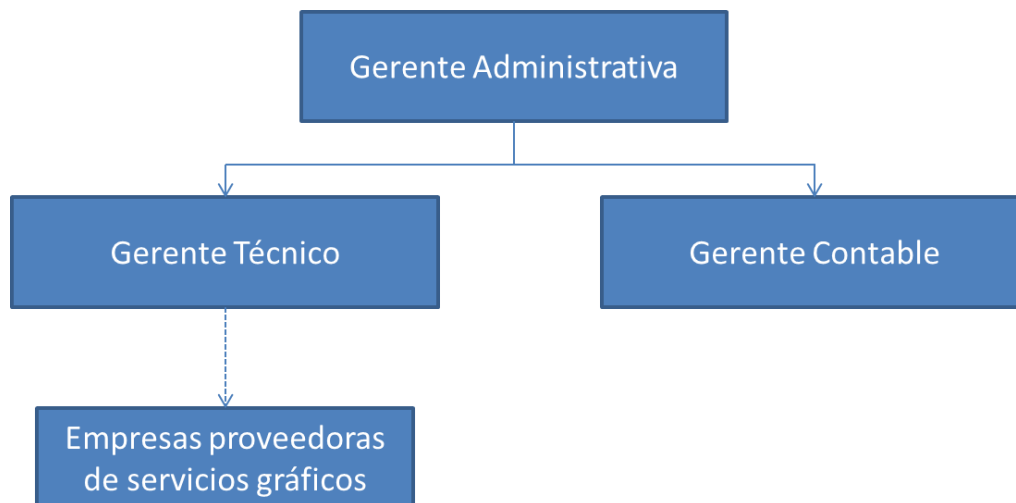 Gerente Administrativa
Gerente Técnico
Gerente Contable
Empresas proveedoras
de servicios gráficos